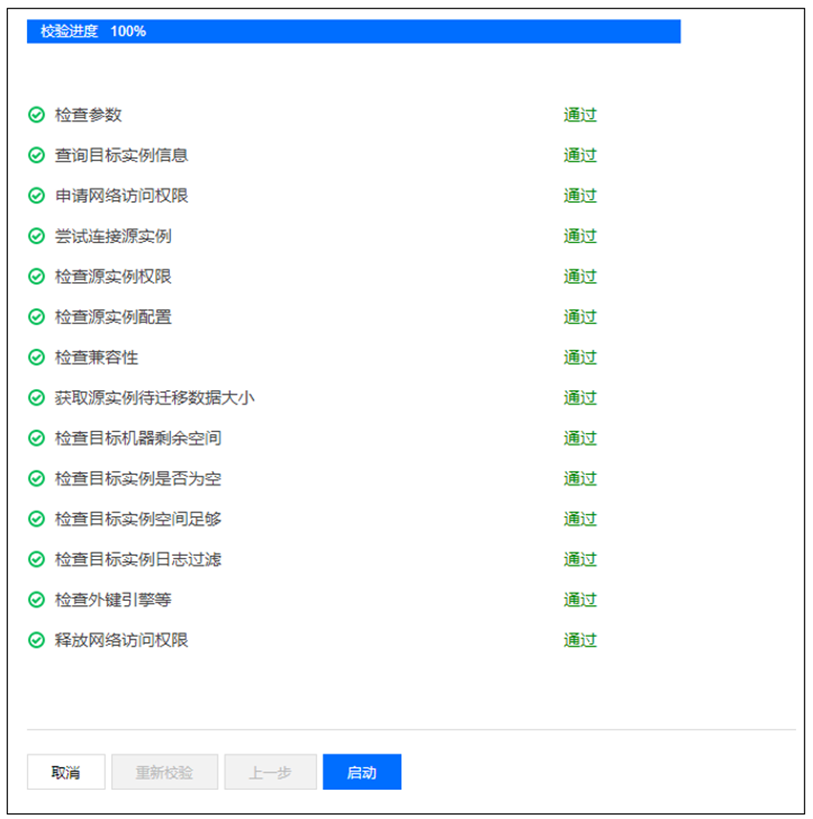 校验进度 100%
检查参数 通过
查询目标实例信息 通过
申请网络访问权限 通过
尝试连接源实例 通过
检查源实例权限 通过
检查源实例配置 通过
检查兼容性 通过
获取源实例待迁移数据大小 通过
检查目标机器剩余空间 通过
检查目标实例是否为空 通过
检查目标实例空间足够 通过
检查目标实例日志过滤 通过
检查外键引擎等 通过
释放网络访问权限 通过
取消 重新校验 上一步 启动